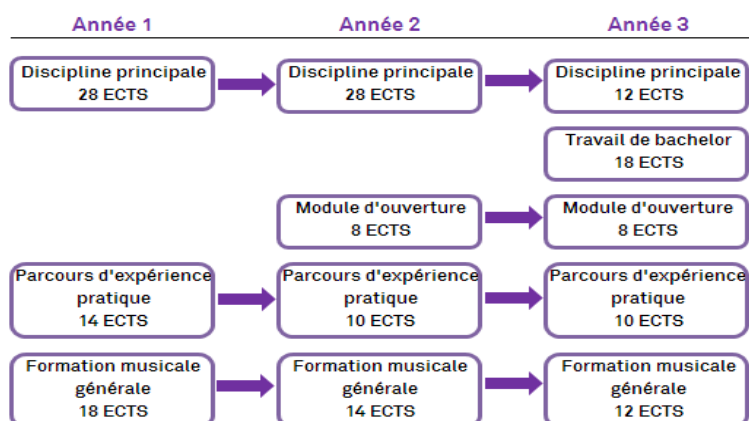 Année 1
Année 2
Année 3
Discipline principale
28 ECTS
Discipline principale
28 ECTS
Discipline principale
12 ECTS
Travail de bachelor
18 ECTS
Module d'ouverture
8 ECTS
Module d'ouverture
8 ECTS
Parcours d'expérience
pratique
14 ECTS
Parcours d'expérience
pratique
10 ECTS
Parcours d'expérience
pratique
10 ECTS
Formation musicale
générale
18 ECTS
Formation musicale
générale
14 ECTS
Formation musicale
générale
12 ECTS